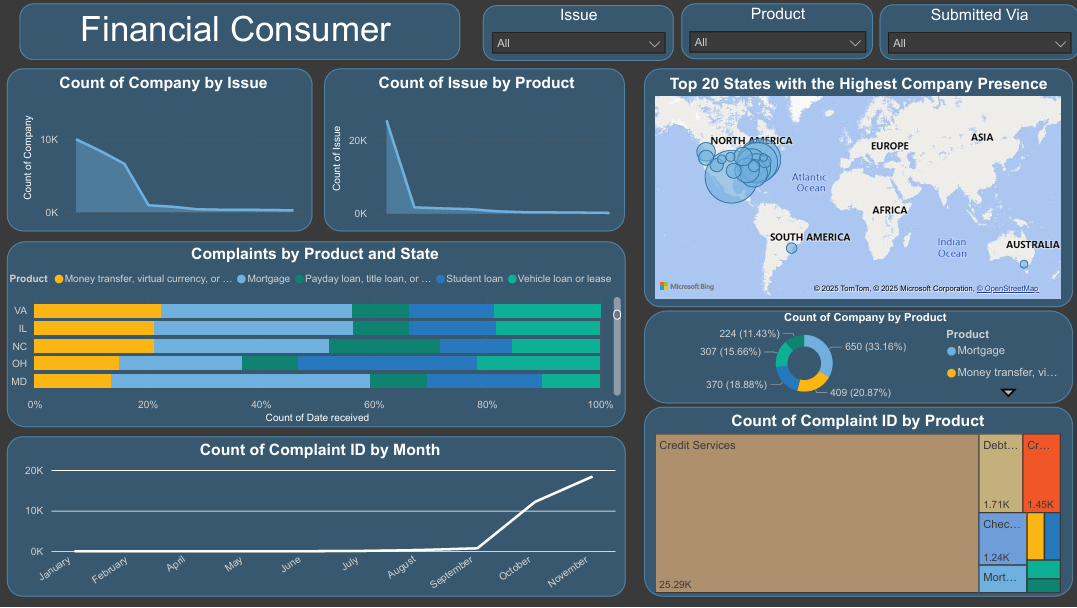 Financial Consumer
Issue
All
Product
All
Submitted Via
All
Count of Company by Issue
Count of Company
10K
0K
Count of Issue by Product
Count of Issue
20K
0K
Top 20 States with the Highest Company Presence
NORTH AMERICA
EUROPE
ASIA
Atlantic
Ocean
AFRICA
SOUTH AMERICA
Indian
Ocean
AUSTRALIA
Microsoft Bing
© 2025 TomTom, © 2025 Microsoft Corporation, © OpenStreetMap
Complaints by Product and State
Product Money transfer, virtual currency, or … Mortgage Payday loan, title loan, or … Student loan Vehicle loan or lease
VA
IL
NC
OH
MD
0% 20% 40% 60% 80% 100%
Count of Date received
Count of Company by Product
224 (11.43%)
307 (15.66%)
370 (18.88%)
650 (33.16%)
409 (20.87%)
Product
Mortgage
Money transfer, vi…
Count of Complaint ID by Month
20K
10K
0K
January February April May June July August September October November
Count of Complaint ID by Product
Credit Services
25.29K
Debt…
1.71K
Cr…
1.45K
Chec…
1.24K
Mort…